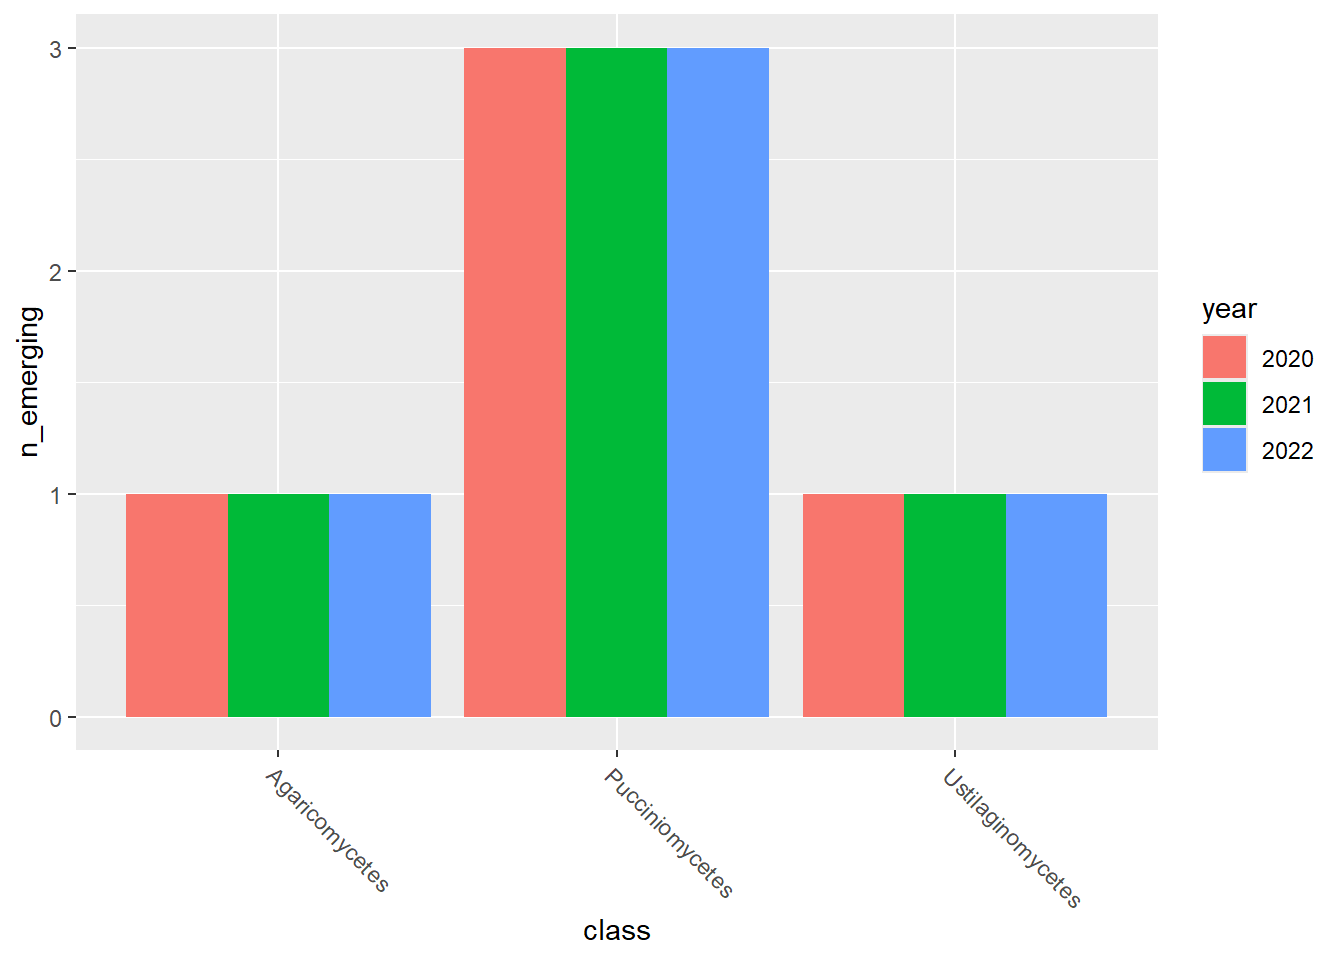 3
2
1
0
n_emerging
Agaricomycetes
Pucciniomycetes
Ustilaginomycetes
class
year
2020
2021
2022